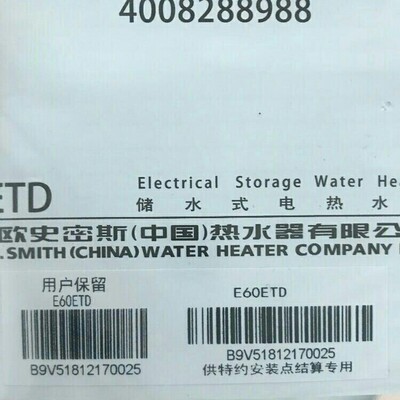 4008288988
ETD
Electrical Storage Water Hea
储水式电热水
欧史密斯(中国)热水器有限公
.SMITH(CHINA)WATER HEATER COMPANY
用户保留
E60ETD
B9V51812170025
E60ETD
B9V51812170025
供特约安装点结算专用